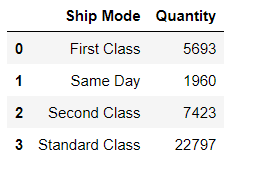 Ship Mode Quantity
0 First Class 5693
1 Same Day 1960
2 Second Class 7423
3 Standard Class 22797